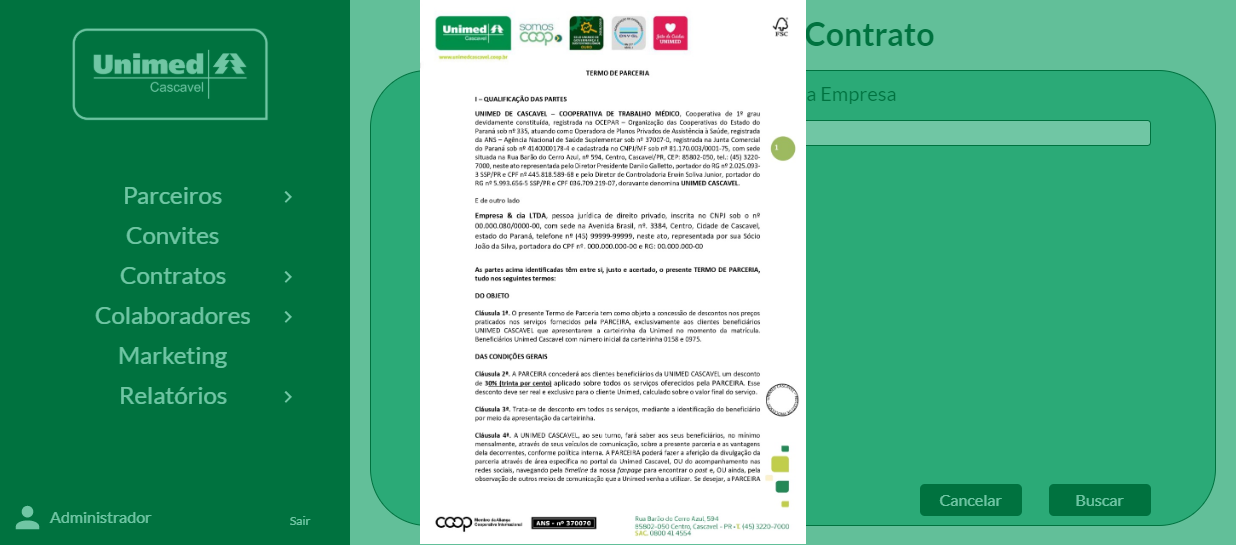 Unimed
Cascavel
Parceiros
Convites
Contratos
Colaboradores
Marketing
Relatórios
Administrador
Sair
Contrato
a Empresa
Cancelar
Buscar
Unimed
Cascavel
SOMOS
COOP
Unimed
FSC
www.unimedcascavel.coop.br
TERMO DE PARCERIA
I – QUALIFICAÇÃO DAS PARTES
UNIMED DE CASCAVEL – COOPERATIVA DE TRABALHO MÉDICO, Cooperativa de 1º grau
devidamente constituída, registrada na OCEPAR – Organização das Cooperativas do Estado do
Paraná sob nº 335, atuando como Operadora de Planos Privados de Assistência à Saúde, registrada
da ANS – Agência Nacional de Saúde Suplementar sob nº 37007-0, registrada na Junta Comercial
do Paraná sob nº 4140000178-4 e cadastrada no CNPJ/MF sob nº 81.170.003/0001-75, com sede
situada na Rua Barão do Cerro Azul, nº 594, Centro, Cascavel/PR, CEP: 85802-050, tel.: (45) 3220-
7000, neste ato representada pelo Diretor Presidente Danilo Galletto, portador do RG nº 2.025.093-
3 SSP/PR e CPF nº 445.818.589-68 e pelo Diretor de Controladoria Erwin Soliva Junior, portador do
RG nº 5.993.656-5 SSP/PR e CPF 036.709.219-07, doravante denomina UNIMED CASCAVEL.
E de outro lado
Empresa & cia LTDA, pessoa jurídica de direito privado, inscrita no CNPJ sob o nº
00.000.080/0000-00, com sede na Avenida Brasil, nº. 3384, Centro, Cidade de Cascavel,
estado do Paraná, telefone nº (45) 99999-99999, neste ato, representada por sua Sócio
João da Silva, portadora do CPF nº. 000.000.000-00 e RG: 00.000.000-00
As partes acima identificadas têm entre si, justo e acertado, o presente TERMO DE PARCERIA,
tudo nos seguintes termos:
DO OBJETO
Cláusula 1ª. O presente Termo de Parceria tem como objeto a concessão de descontos nos preços
praticados nos serviços fornecidos pela PARCEIRA, exclusivamente aos clientes beneficiários
UNIMED CASCAVEL que apresentarem a carteirinha da Unimed no momento da matrícula.
Beneficiários Unimed Cascavel com número inicial da carteirinha 0158 e 0975.
DAS CONDIÇÕES GERAIS
Cláusula 2ª. A PARCEIRA concederá aos clientes beneficiários da UNIMED CASCAVEL um desconto
de 30% (trinta por cento) aplicado sobre todos os serviços oferecidos pela PARCEIRA. Esse
desconto deve ser real e exclusivo para o cliente Unimed, calculado sobre o valor final do serviço.
Cláusula 3ª. Trata-se de desconto em todos os serviços, mediante a identificação do beneficiário
por meio da apresentação da carteirinha.
Cláusula 4ª. A UNIMED CASCAVEL, ao seu turno, fará saber aos seus beneficiários, no mínimo
mensalmente, através de seus veículos de comunicação, sobre a presente parceria e as vantagens
dela decorrentes, conforme política interna. A PARCEIRA poderá fazer a aferição da divulgação da
parceria através de área específica no portal da Unimed Cascavel, OU do acompanhamento nas
redes sociais, navegando pela timeline da nossa fanpage para encontrar o post e, OU ainda, pela
observação de outros meios de comunicação que a Unimed venha a utilizar. Se desejar, a PARCEIRA
1
COOP
Membro da Aliança
Cooperativa Internacional
ANS - nº 370070
Rua Barão do Cerro Azul, 594
85802-050 Centro, Cascavel - PR • T. (45) 3220-7000
SAC. 0800 41 4554